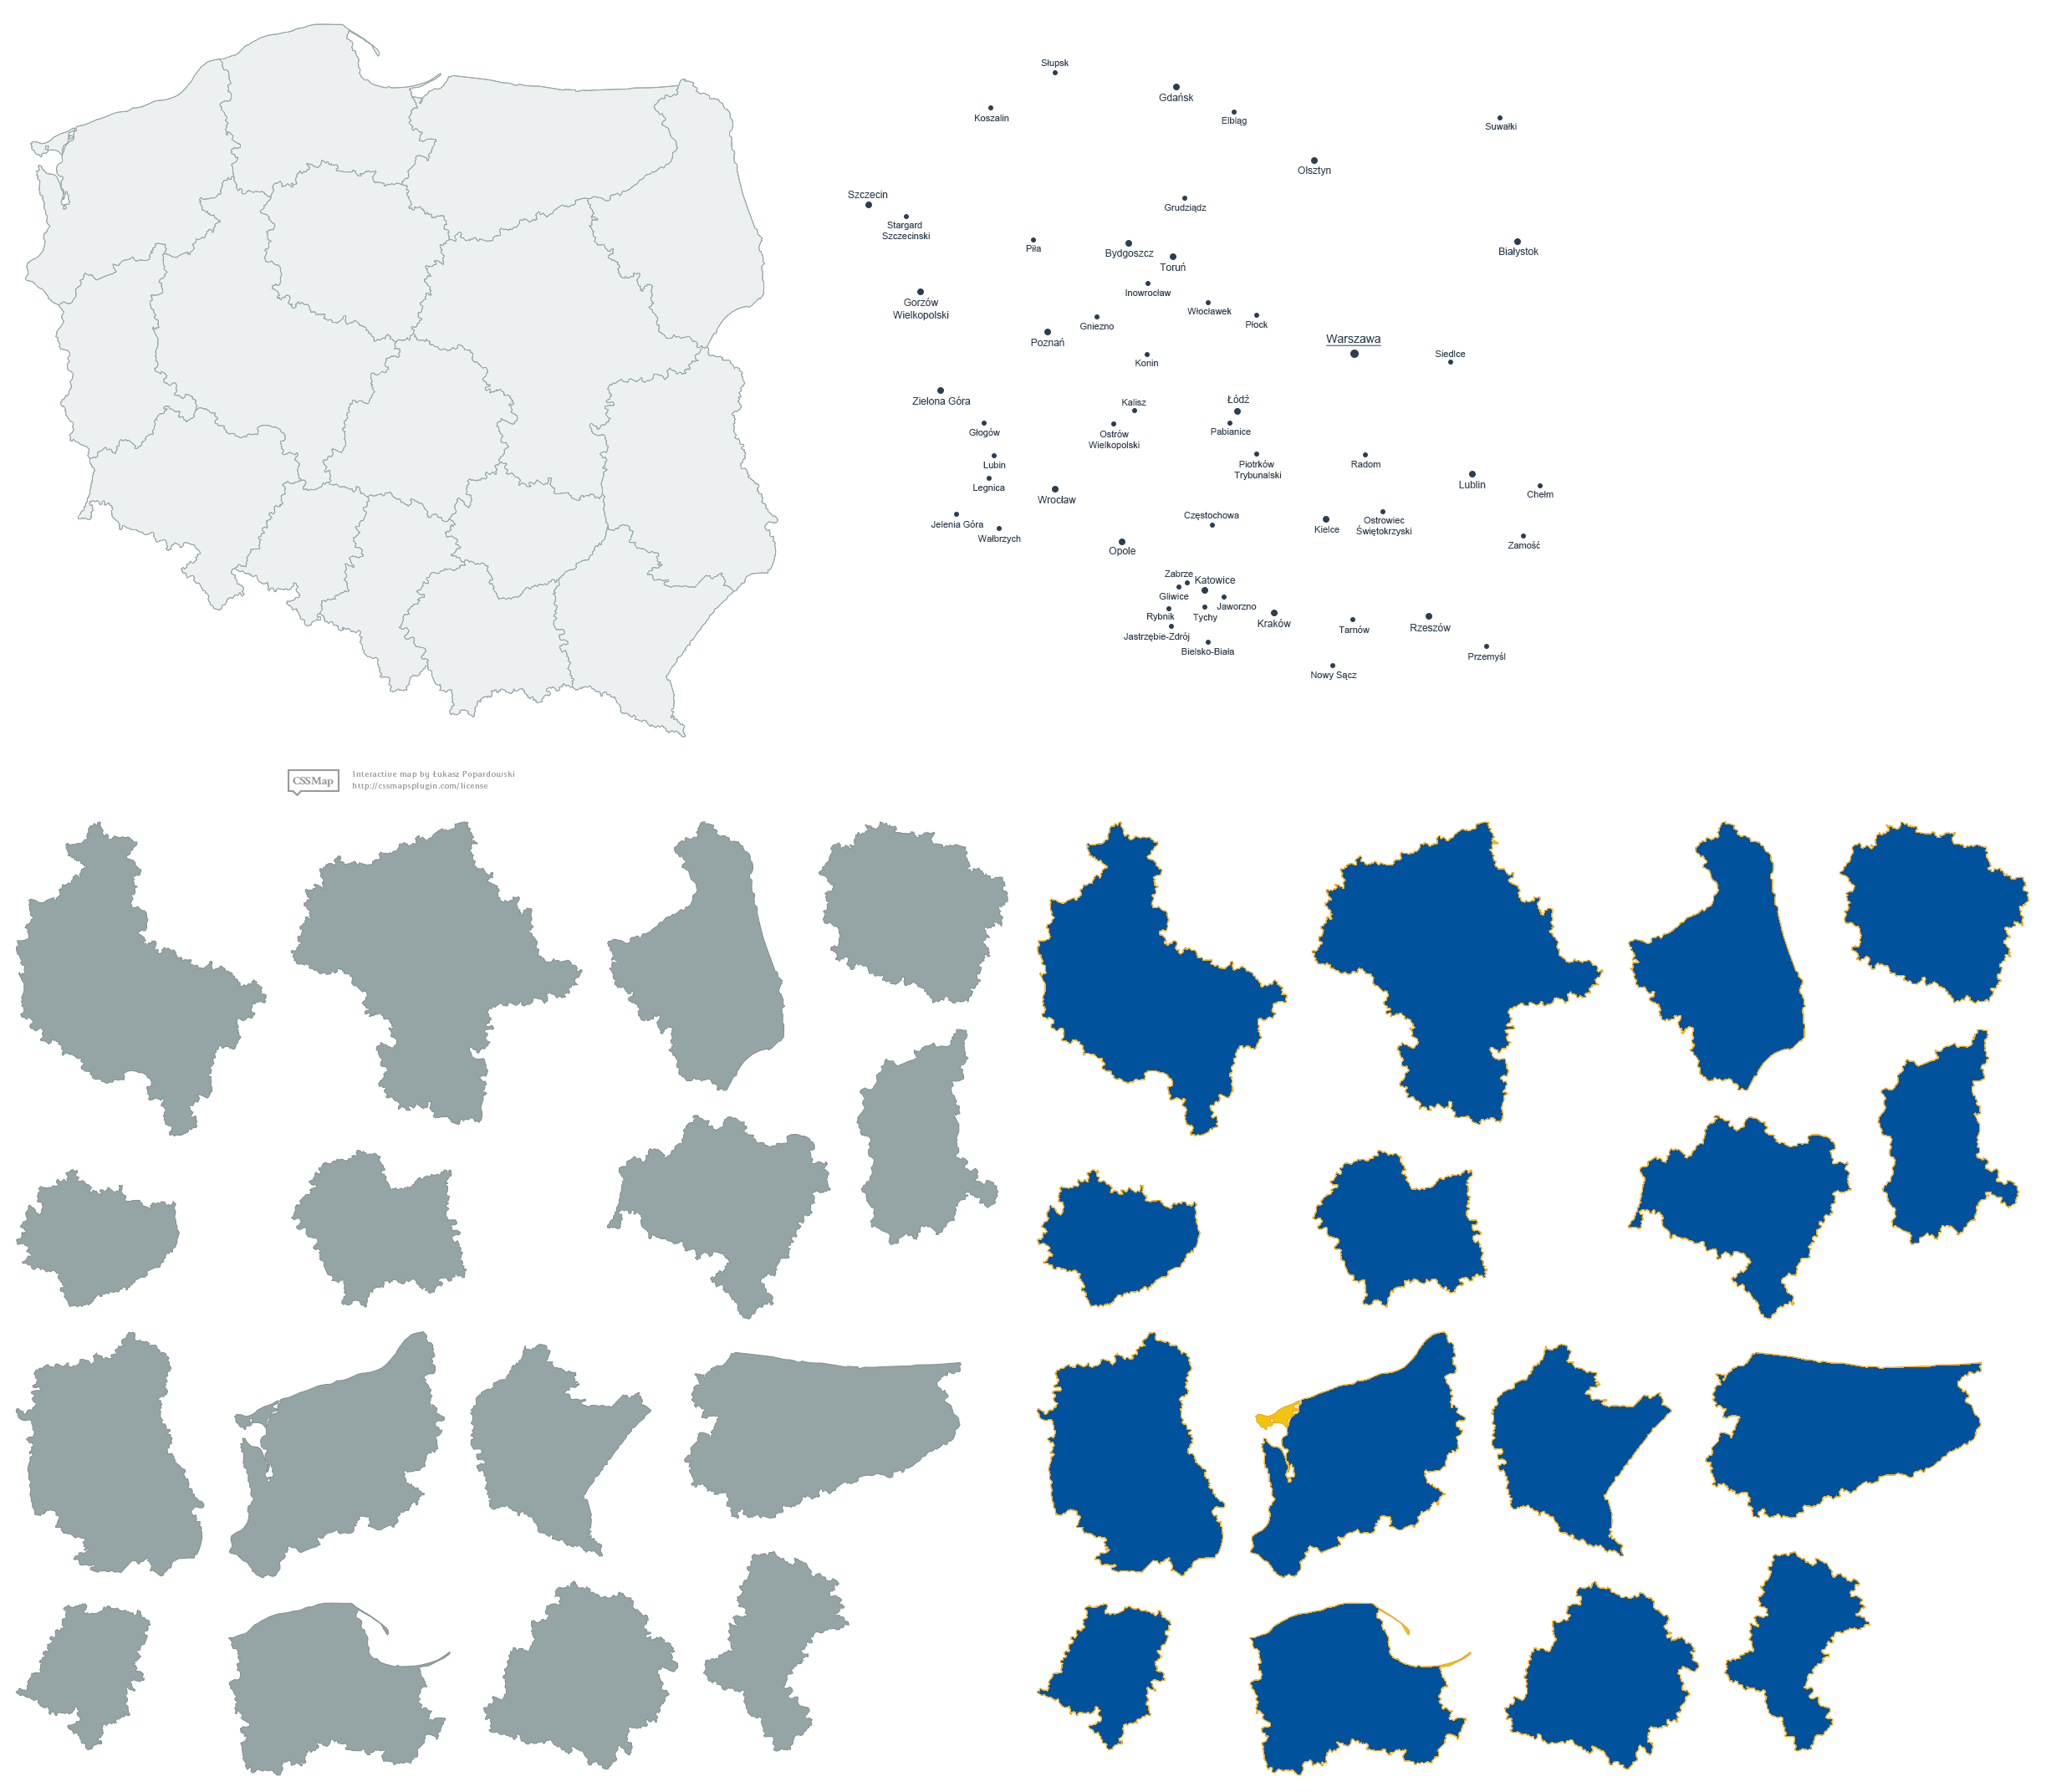 Słupsk
Gdańsk
Koszalin
Elbląg
Suwałki
Olsztyn
Szczecin
Stargard
Szczecinski
Grudziądz
Piła
Bydgoszcz
Toruń
Białystok
Inowrocław
Gorzów
Wielkopolski
Włocławek
Płock
Gniezno
Poznań
Warszawa
Siedlce
Konin
Zielona Góra
Kalisz
Łódź
Głogów
Ostrów
Wielkopolski
Pabianice
Lubin
Piotrków
Trybunalski
Radom
Legnica
Wrocław
Lublin
Chełm
Jelenia Góra
Wałbrzych
Częstochowa
Kielce
Ostrowiec
Świętokrzyski
Zamość
Opole
Zabrze
Katowice
Gliwice
Jaworzno
Rybnik
Tychy
Kraków
Jastrzębie-Zdrój
Tarnów
Rzeszów
Bielsko-Biała
Przemyśl
Nowy Sącz
CSSMap
Interactive map by Łukasz Popardowski
http://cssmapsplugin.com/license